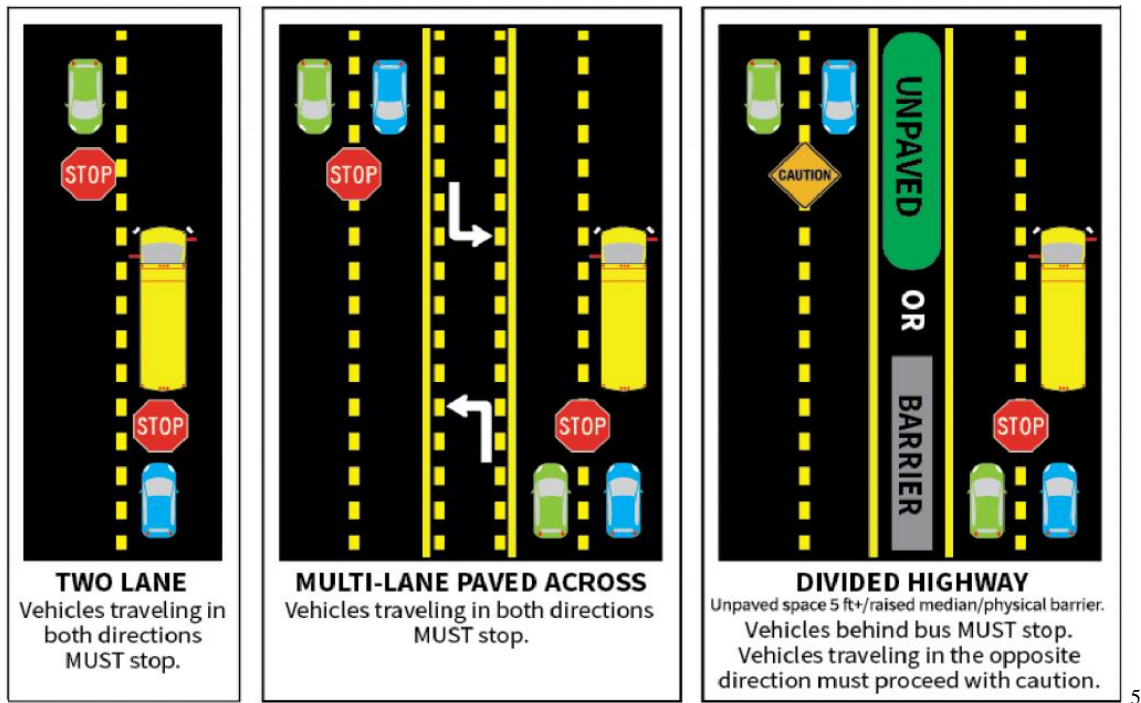 STOP
STOP
TWO LANE
Vehicles traveling in
both directions
MUST stop.
STOP
STOP
MULTI-LANE PAVED ACROSS
Vehicles traveling in both directions
MUST stop.
CAUTION
UNPAVED
OR
BARRIER
STOP
DIVIDED HIGHWAY
Unpaved space 5 ft+/raised median/physical barrier.
Vehicles behind bus MUST stop.
Vehicles traveling in the opposite
direction must proceed with caution.
5